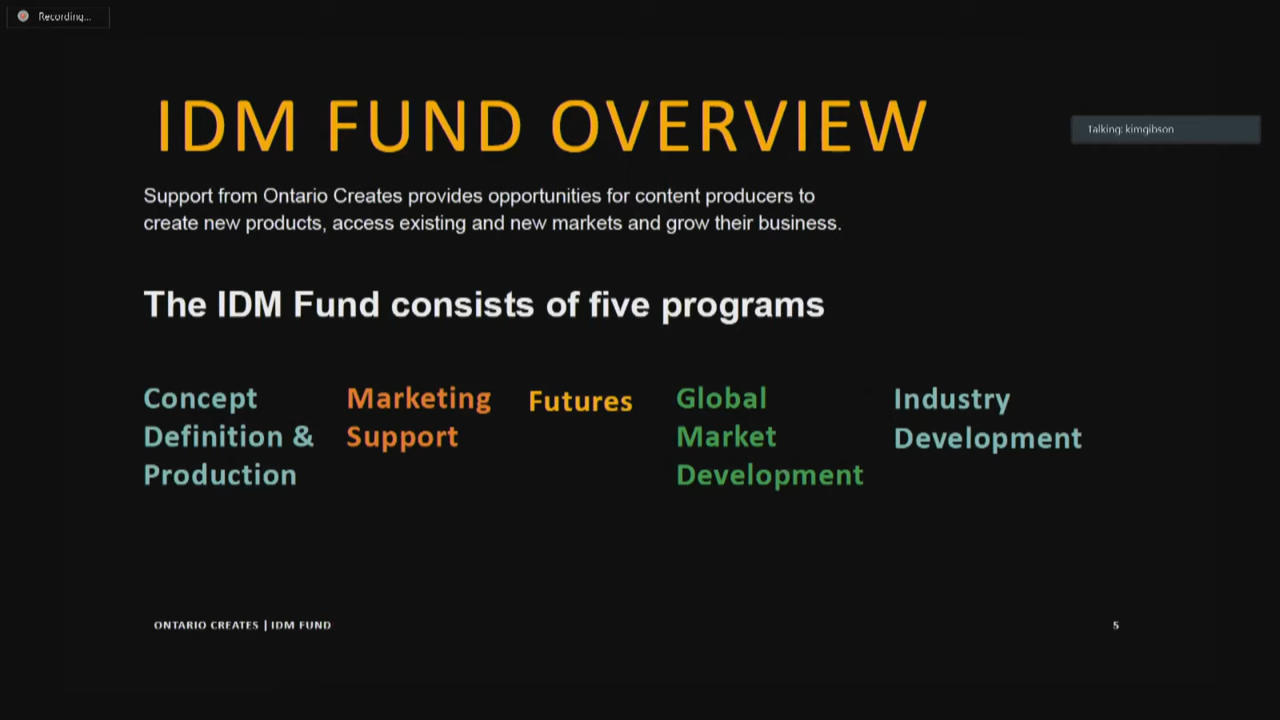 Recording...
IDM FUND OVERVIEW
Talking: kimgibson
Support from Ontario Creates provides opportunities for content producers to
create new products, access existing and new markets and grow their business.
The IDM Fund consists of five programs
Concept
Definition &
Production
Marketing
Support
Futures
Global
Market
Development
Industry
Development
ONTARIO CREATES | IDM FUND
5